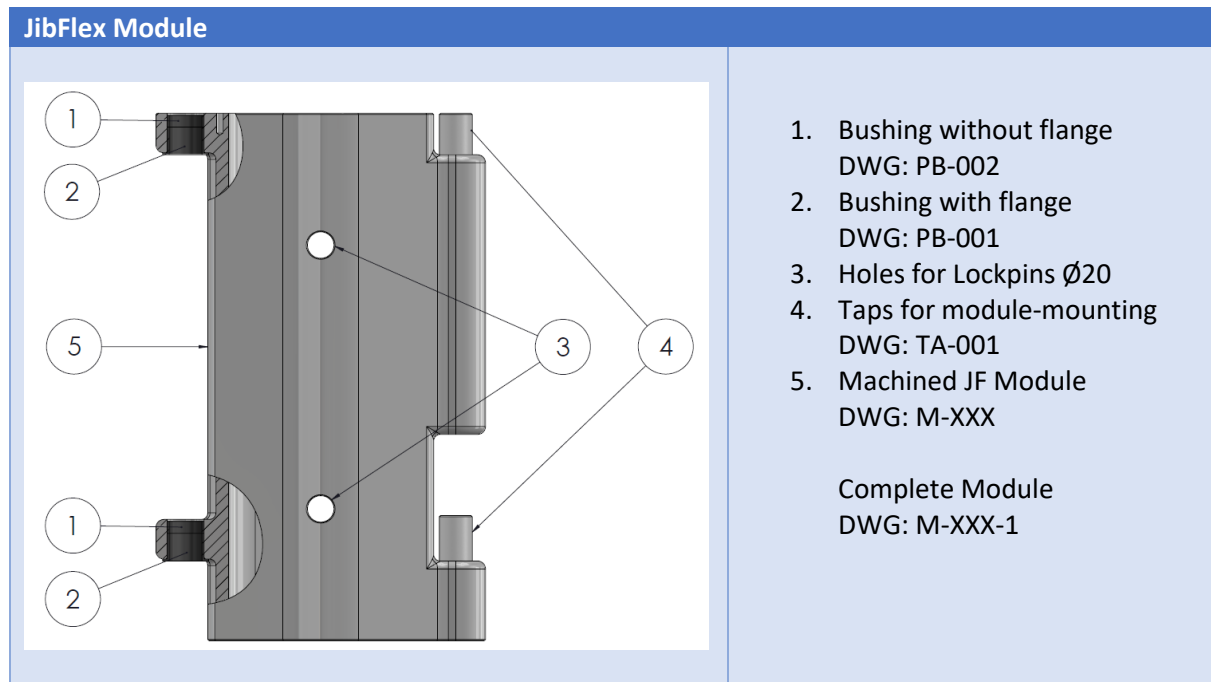 JibFlex Module
1
2
3
4
5
1
2
1. Bushing without flange
DWG: PB-002
2. Bushing with flange
DWG: PB-001
3. Holes for Lockpins Ø20
4. Taps for module-mounting
DWG: TA-001
5. Machined JF Module
DWG: M-XXX
Complete Module
DWG: M-XXX-1